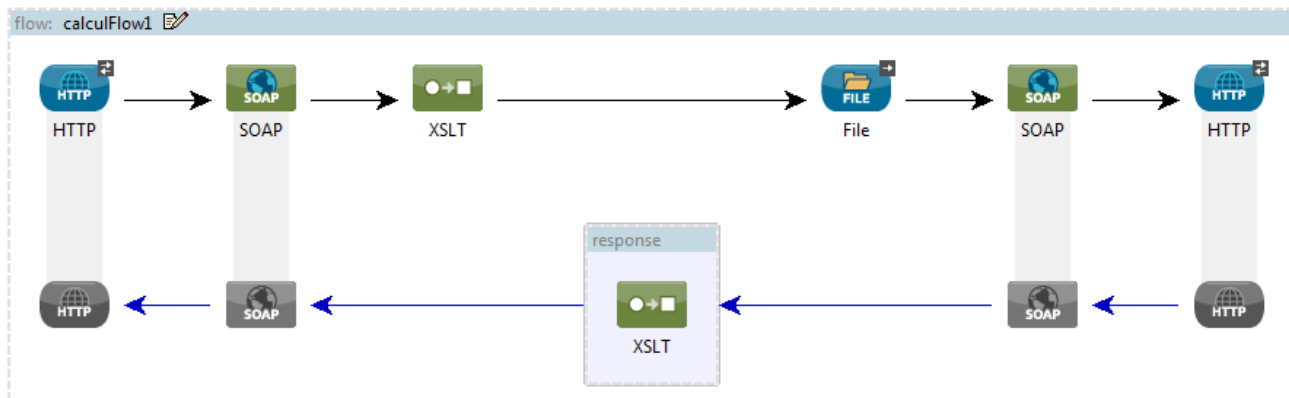 flow: calculFlow1
HTTP SOAP FILE SOAP HTTP
HTTP SOAP XSLT File SOAP HTTP
response
HTTP SOAP SOAP HTTP
XSLT